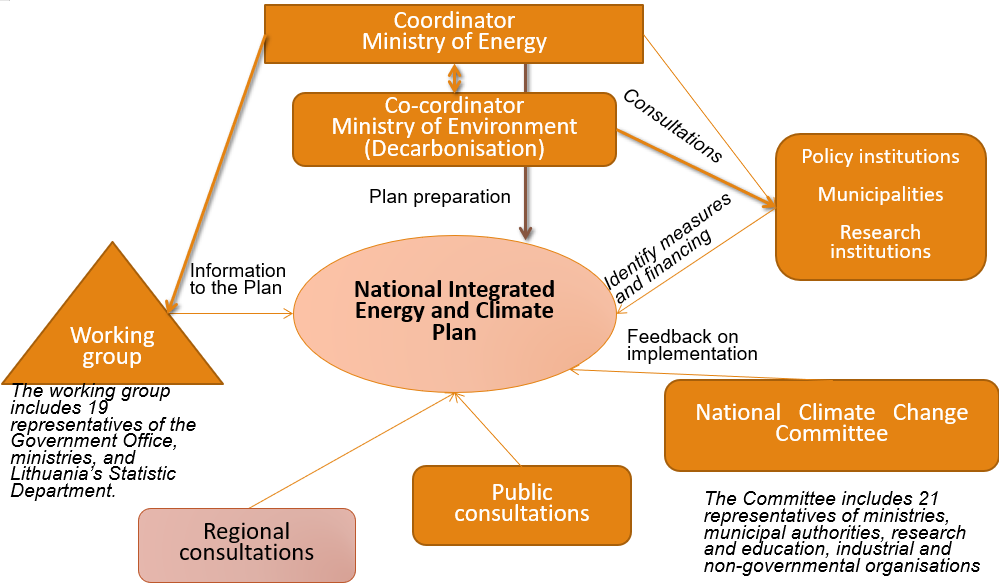 Coordinator
Ministry of Energy
Co-cordinator
Ministry of Environment
(Decarbonisation)
Consultations
Policy institutions
Municipalities
Research
institutions
Plan preparation
Identify measures
and financing
Information
to the Plan
National Integrated
Energy and Climate
Plan
Working
group
Feedback on
implementation
The working group
includes 19
representatives of the
Government Office,
ministries, and
Lithuania's Statistic
Department.
National Climate Change
Committee
Public
consultations
Regional
consultations
The Committee includes 21
representatives of ministries,
municipal authorities, research
and education, industrial and
non-governmental organisations